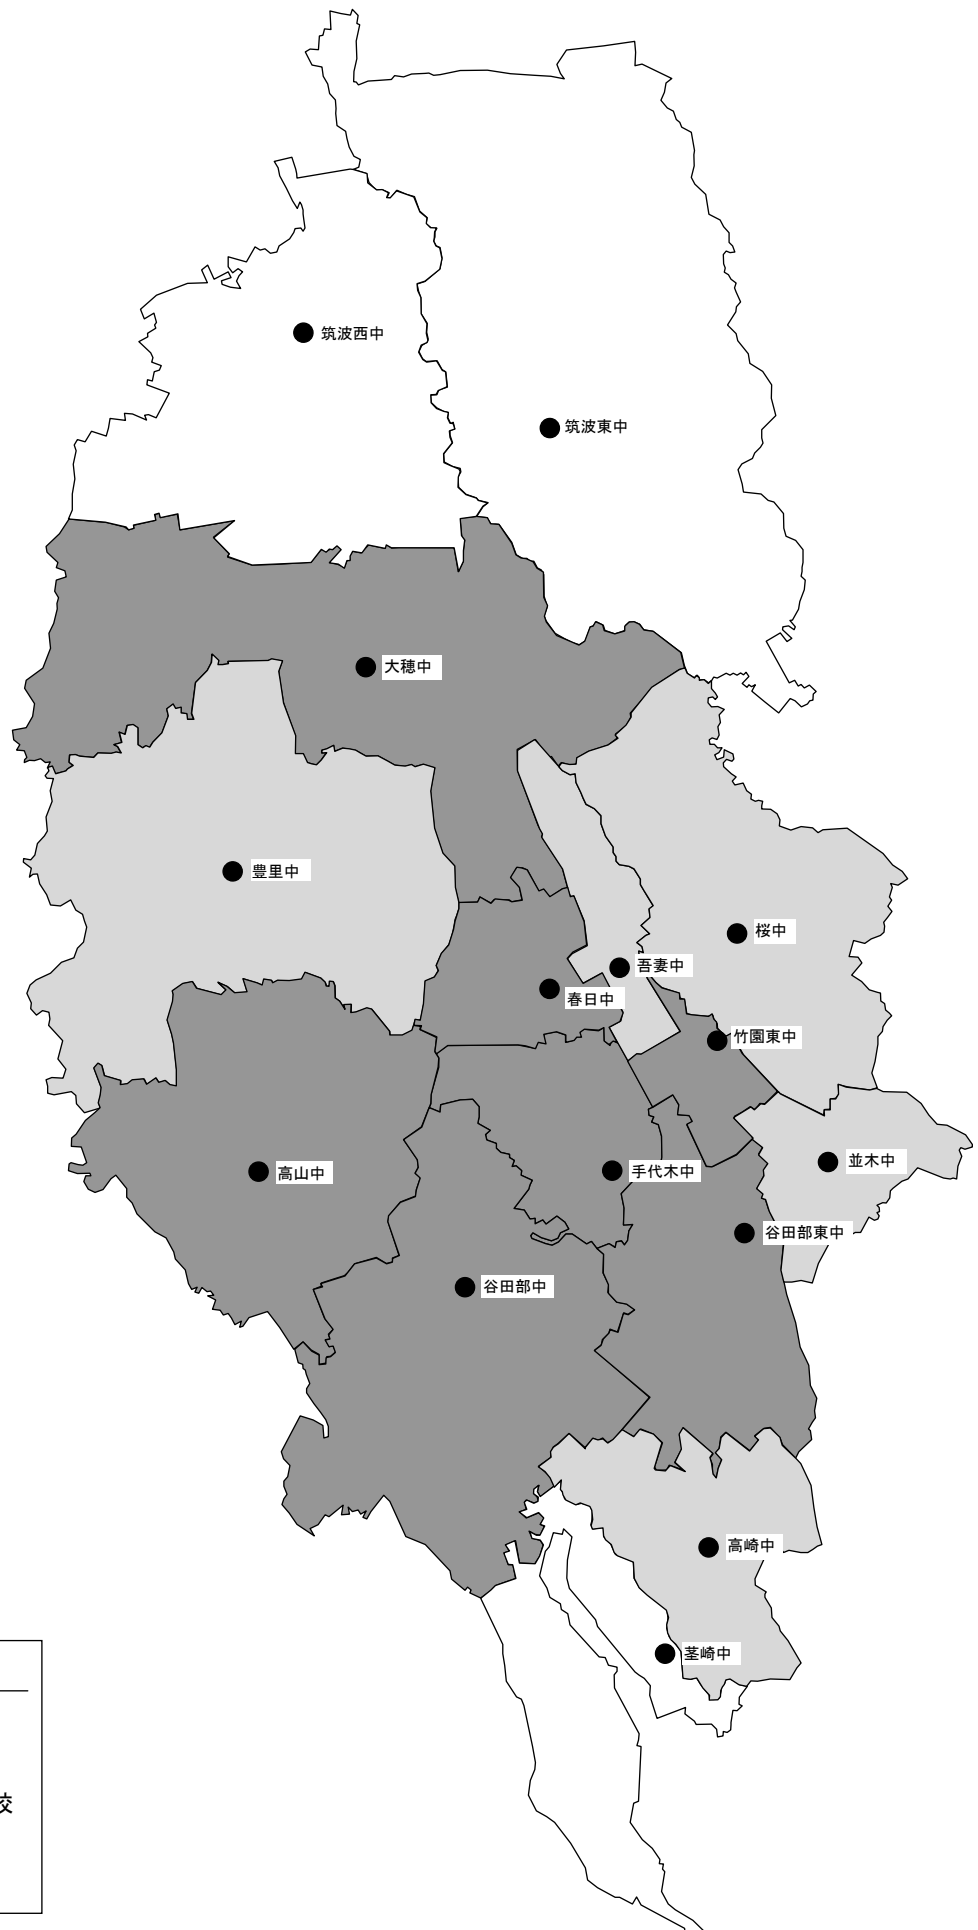 筑波西中
筑波東中
大穂中
豊里中
桜中
吾妻中
春日中
竹園東中
並木中
高山中
手代木中
谷田部東中
谷田部中
高崎中
茎崎中
校